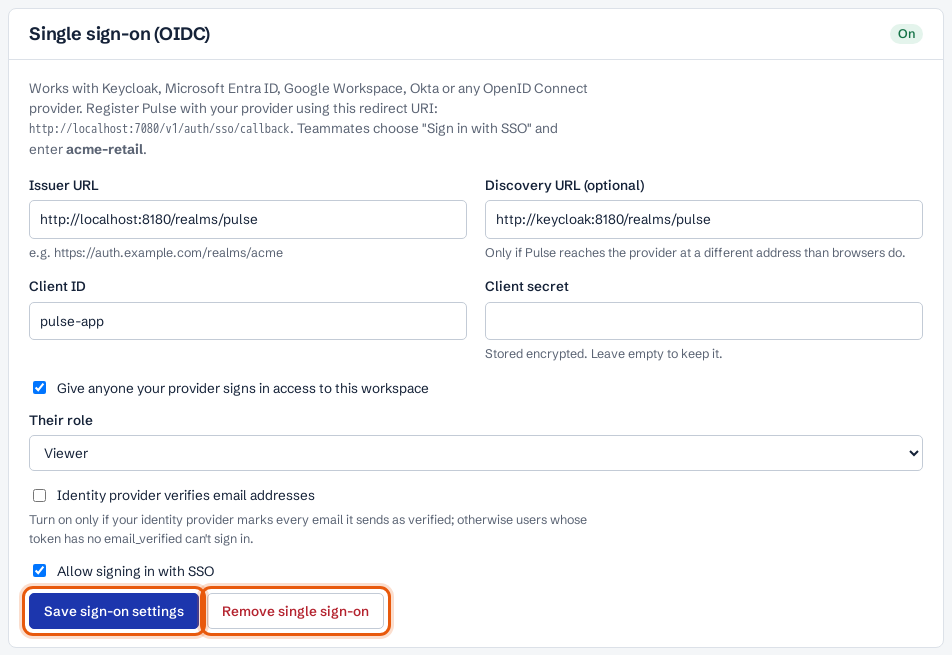 Single sign-on (OIDC)
On
Works with Keycloak, Microsoft Entra ID, Google Workspace, Okta or any OpenID Connect
provider. Register Pulse with your provider using this redirect URI:
http://localhost:7080/v1/auth/sso/callback. Teammates choose "Sign in with SSO" and
enter acme-retail.
Issuer URL
Discovery URL (optional)
http://localhost:8180/realms/pulse
http://keycloak:8180/realms/pulse
e.g. https://auth.example.com/realms/acme
Only if Pulse reaches the provider at a different address than browsers do.
Client ID
Client secret
pulse-app
Stored encrypted. Leave empty to keep it.
Give anyone your provider signs in access to this workspace
Their role
Viewer
Identity provider verifies email addresses
Turn on only if your identity provider marks every email it sends as verified; otherwise users whose
token has no email_verified can't sign in.
Allow signing in with SSO
Save sign-on settings
Remove single sign-on